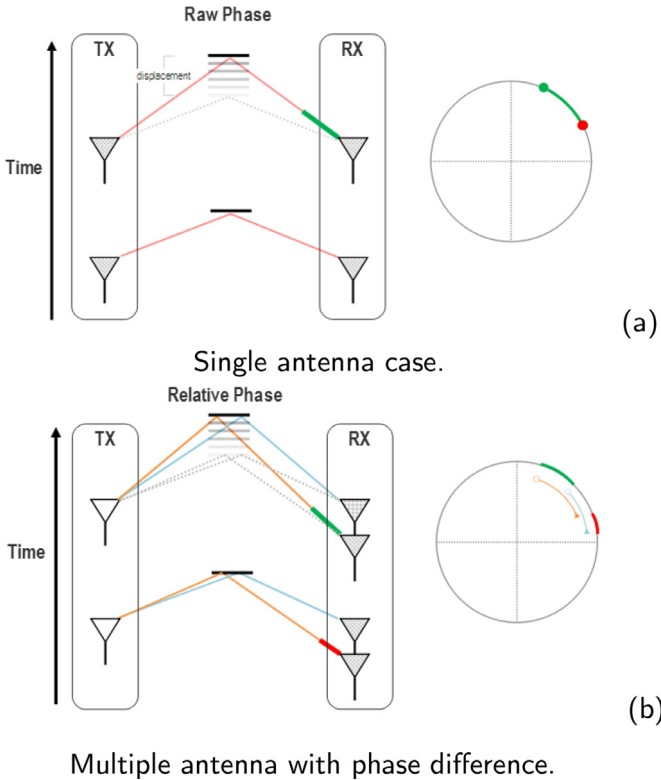 Raw Phase
TX
RX
displacement
Time
(a)
Single antenna case.
Relative Phase
TX
RX
Time
(b)
Multiple antenna with phase difference.